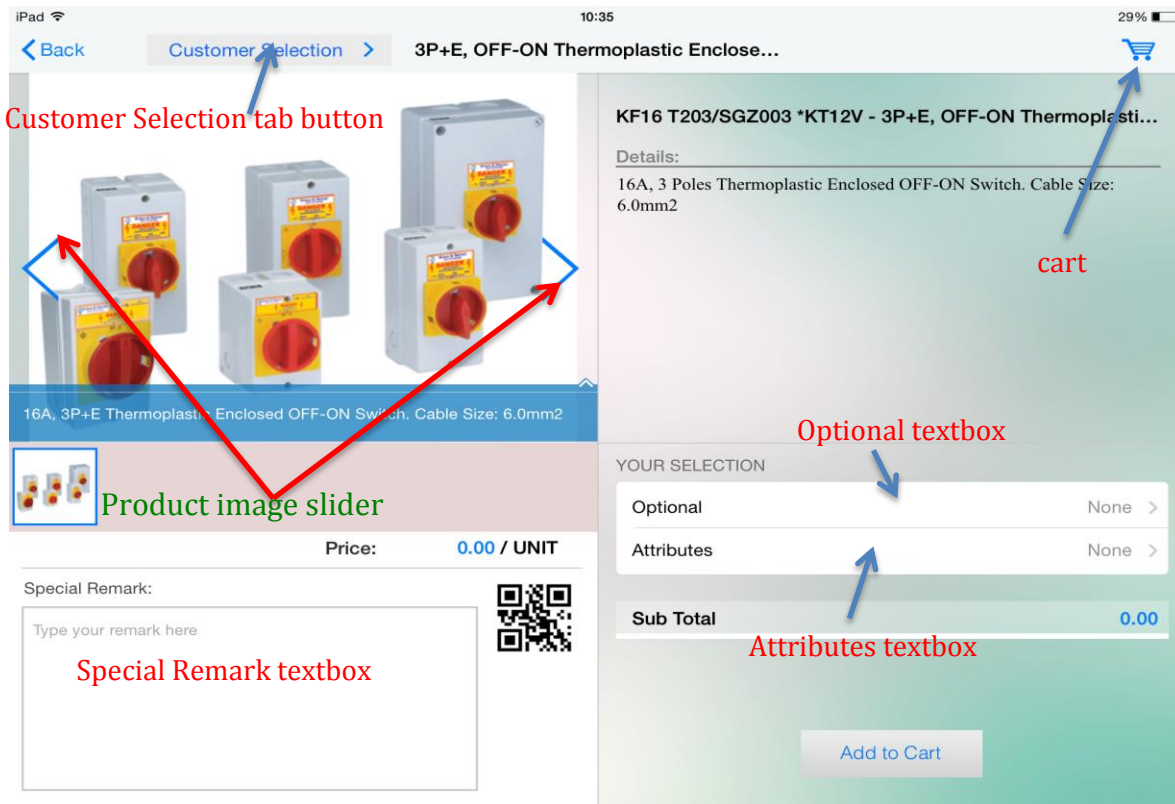 iPad 10:35 29%
Back Customer Selection 3P+E, OFF-ON Thermoplastic Enclose...
Customer Selection tab button
KF16 T203/SGZ003 *KT12V - 3P+E, OFF-ON Thermoplasti...
Details:
16A, 3 Poles Thermoplastic Enclosed OFF-ON Switch. Cable Size:
6.0mm2
cart
DANGER
DANGER
DANGER
16A, 3P+E Thermoplastic Enclosed OFF-ON Switch. Cable Size: 6.0mm2
Optional textbox
YOUR SELECTION
Product image slider
Optional None
Attributes None
Price: 0.00 / UNIT
Special Remark:
Type your remark here
Special Remark textbox
Sub Total 0.00
Attributes textbox
Add to Cart